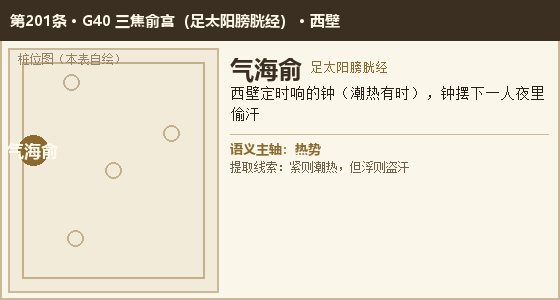 第201条・G40 三焦俞宫（足太阳膀胱经）・西壁
桩位图（本表自绘）
气海俞
气海俞 足太阳膀胱经
西壁定时响的钟（潮热有时），钟摆下一人夜里
偷汗
语义主轴：热势
提取线索：紧则潮热，但浮则盗汗